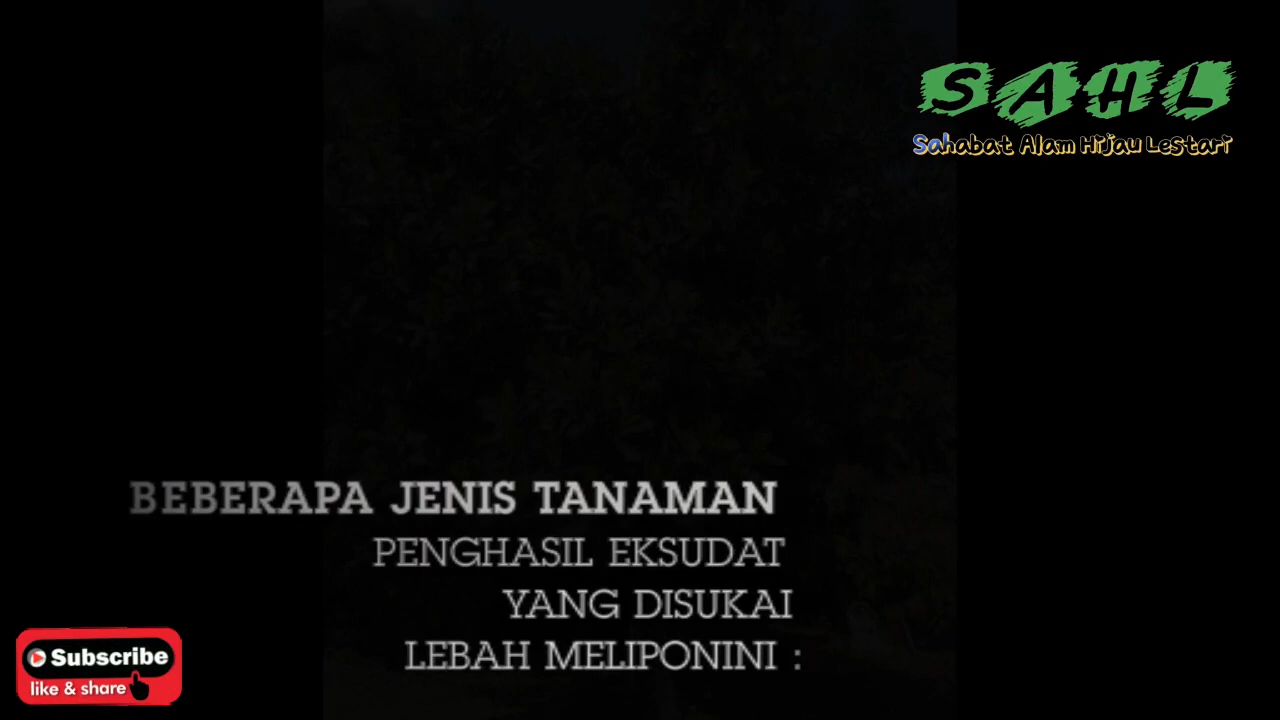 SAHL
Sahabat Alam Hijau Lestari
BEBERAPA JENIS TANAMAN
PENGHASIL EKSUDAT
YANG DISUKAI
LEBAH MELIPONINI :
Subscribe
like & share